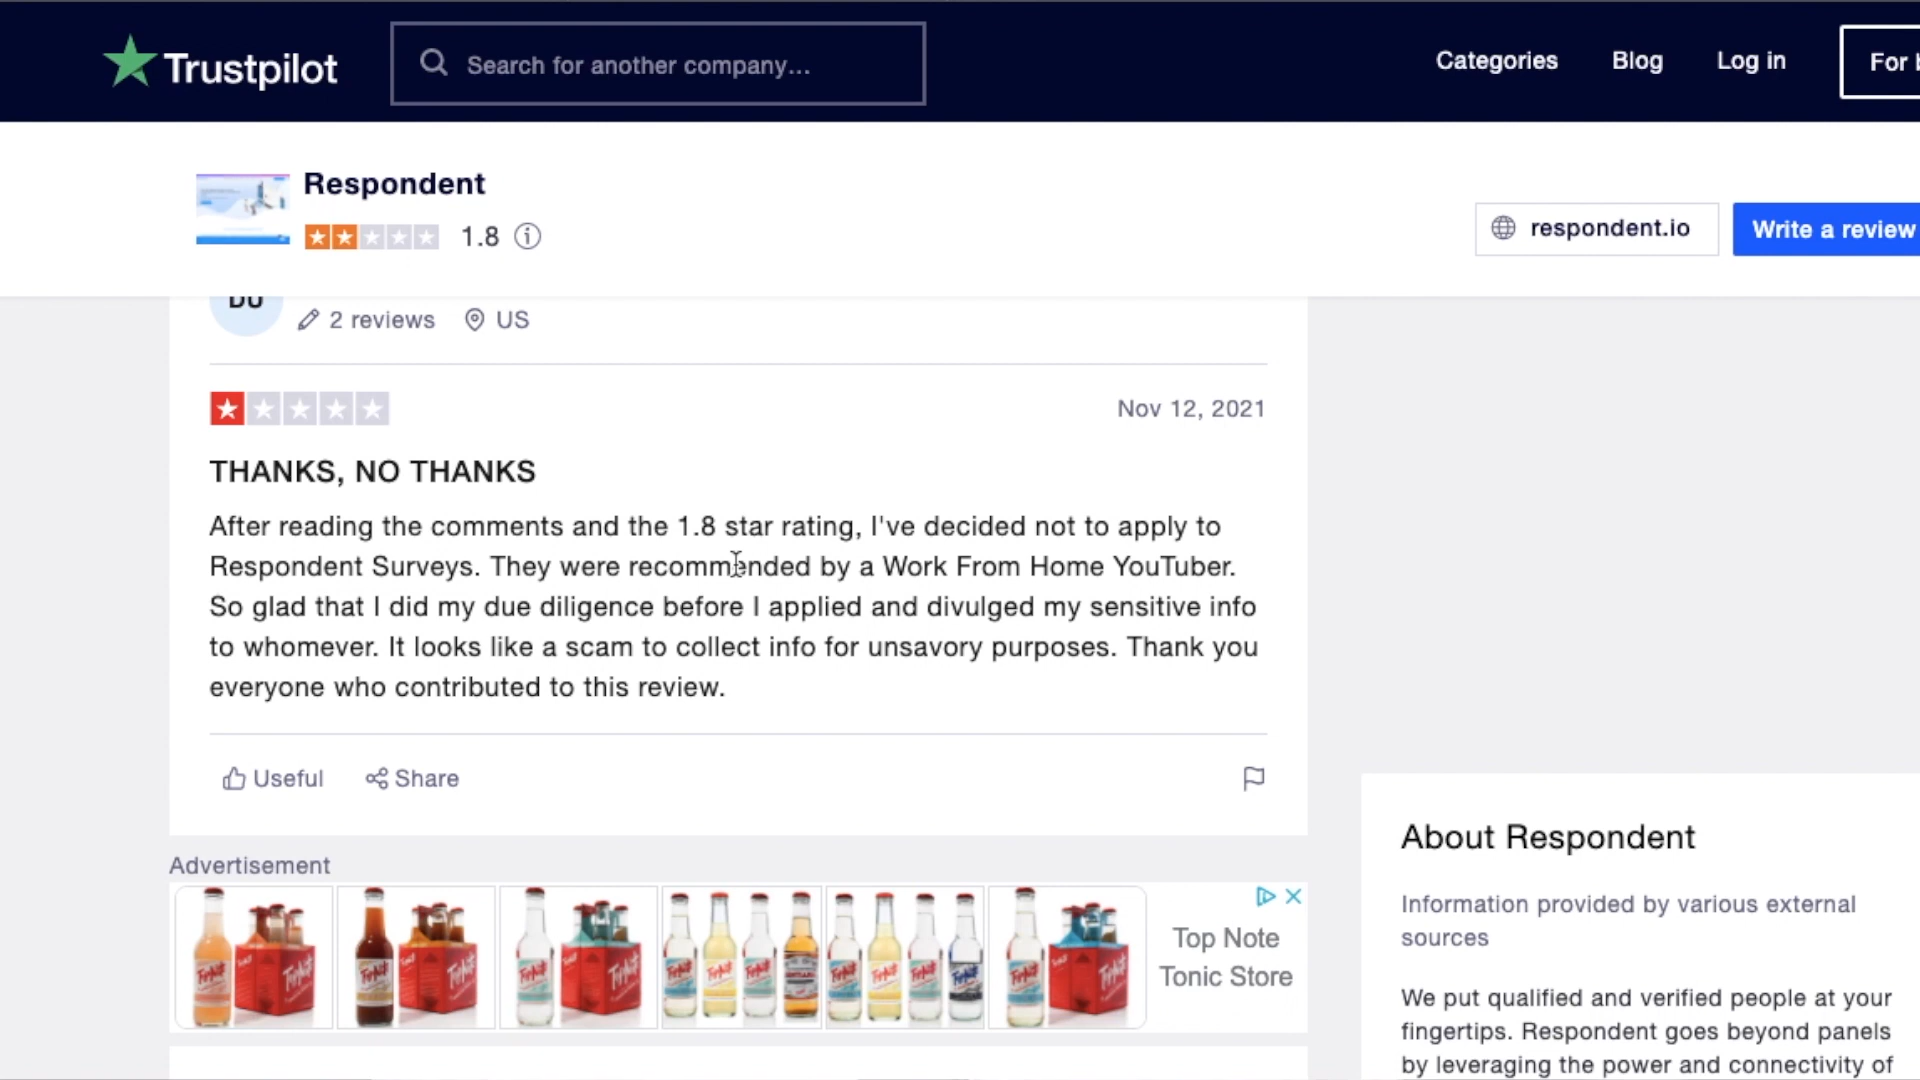 Trustpilot
Search for another company...
Categories
Blog
Log in
For b
Respondent
1.8
respondent.io
Write a review
DU
2 reviews
US
Nov 12, 2021
THANKS, NO THANKS
After reading the comments and the 1.8 star rating, I've decided not to apply to
Respondent Surveys. They were recommended by a Work From Home YouTuber.
So glad that I did my due diligence before I applied and divulged my sensitive info
to whomever. It looks like a scam to collect info for unsavory purposes. Thank you
everyone who contributed to this review.
Useful
Share
Advertisement
Top Note
Tonic Store
About Respondent
Information provided by various external
sources
We put qualified and verified people at your
fingertips. Respondent goes beyond panels
by leveraging the power and connectivity of